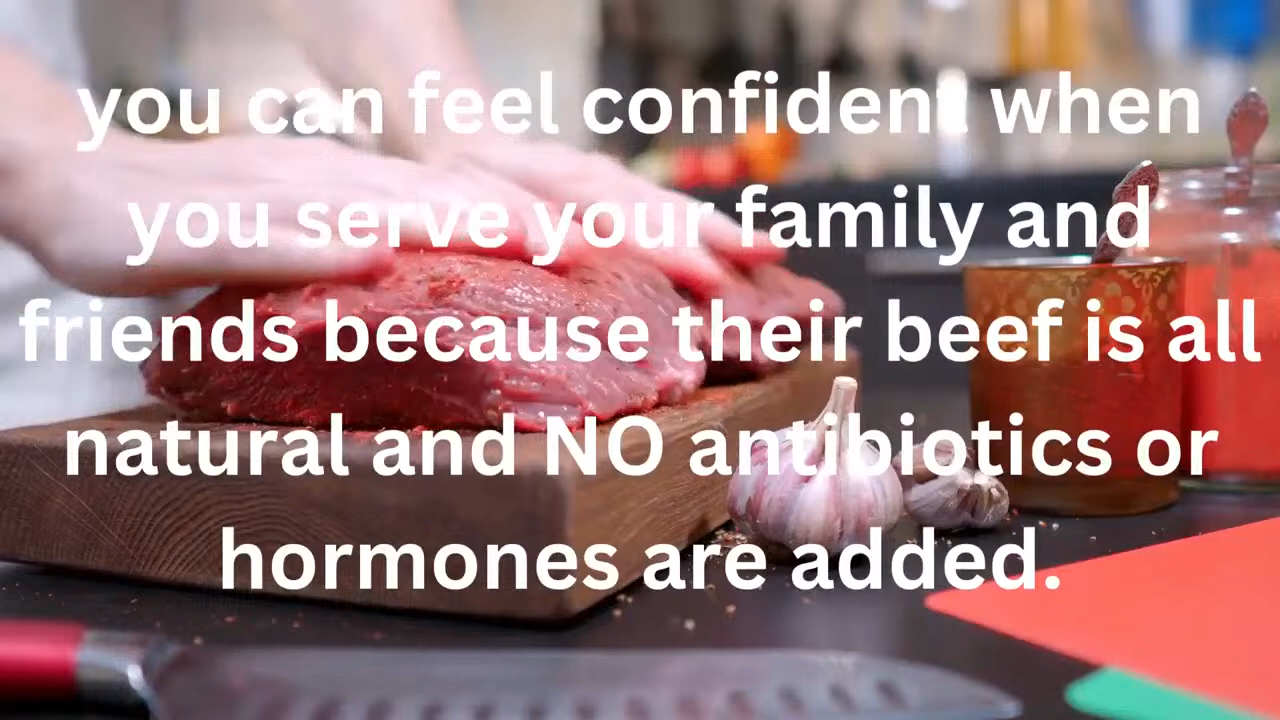 you can feel confident when
you serve your family and
friends because their beef is all
natural and NO antibiotics or
hormones are added.